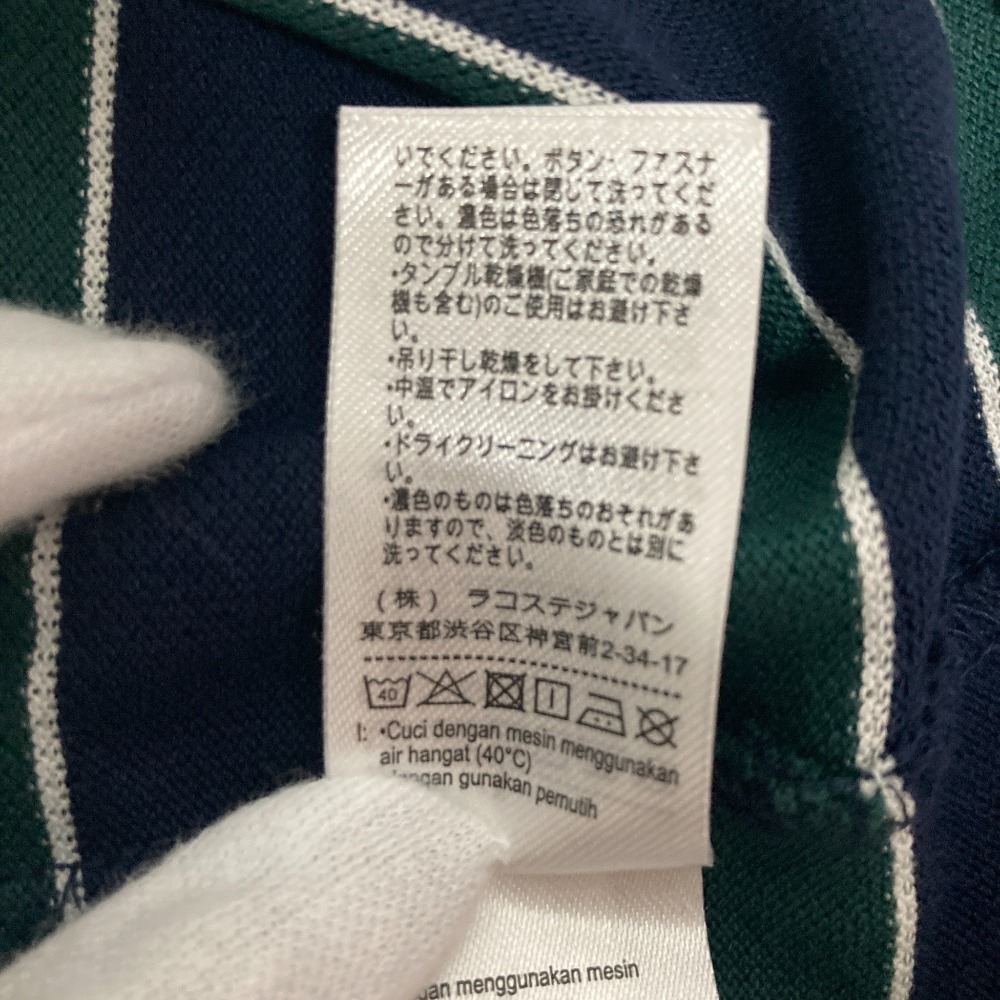 いでください。ボタン・ファスナ
ーがある場合は閉じて洗ってくだ
さい。濃色は色落ちの恐れがある
ので分けて洗ってください。
•タンブル乾燥機(ご家庭での乾燥
機も含む)のご使用はお避け下さ
い。
•吊り干し乾燥をして下さい。
•中温でアイロンをお掛けくださ
い。
•ドライクリーニングはお避け下さ
い。
•濃色のものは色落ちのおそれがあ
りますので、淡色のものとは別に
洗ってください。
(株) ラコステジャパン
東京都渋谷区神宮前2-34-17
40
I: •Cuci dengan mesin menggunakan
air hangat (40°C)
gunakan pemutih
menggunakan mesin